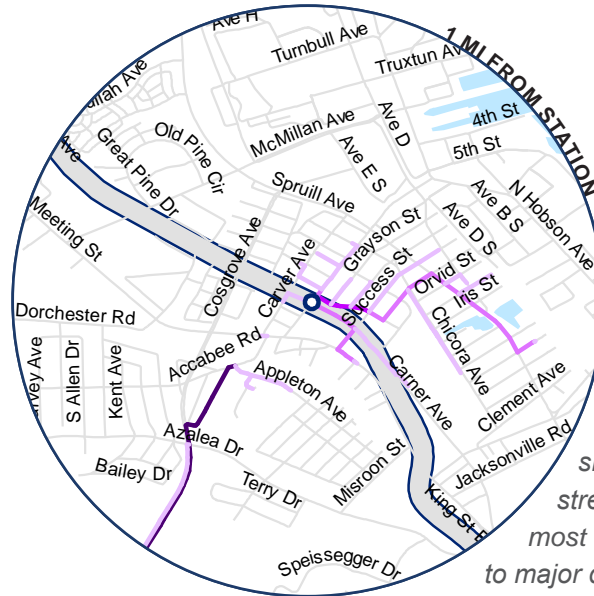 Ave H
Turnbull Ave
Truxtun Ave
1 MI FROM STATION
Ave
4th St
McMillan Ave
Ave D
5th St
Old Pine Cir
Great Pine Dr
Ave E S
Ave
Spruill Ave
Ave B S
N Hobson Ave
Meeting St
Grayson St
Ave D S
Cosgrove Ave
Carver Ave
Success St
Orvid St
Iris St
Dorchester Rd
Accabee Rd
Chicora Ave
S Allen Dr
Kent Ave
Ave
Appleton Ave
Carner Ave
Clement Ave
Azalea Dr
Bailey Dr
Misroon St
Jacksonville Rd
Terry Dr
King St
most
to major
Speissegger Dr